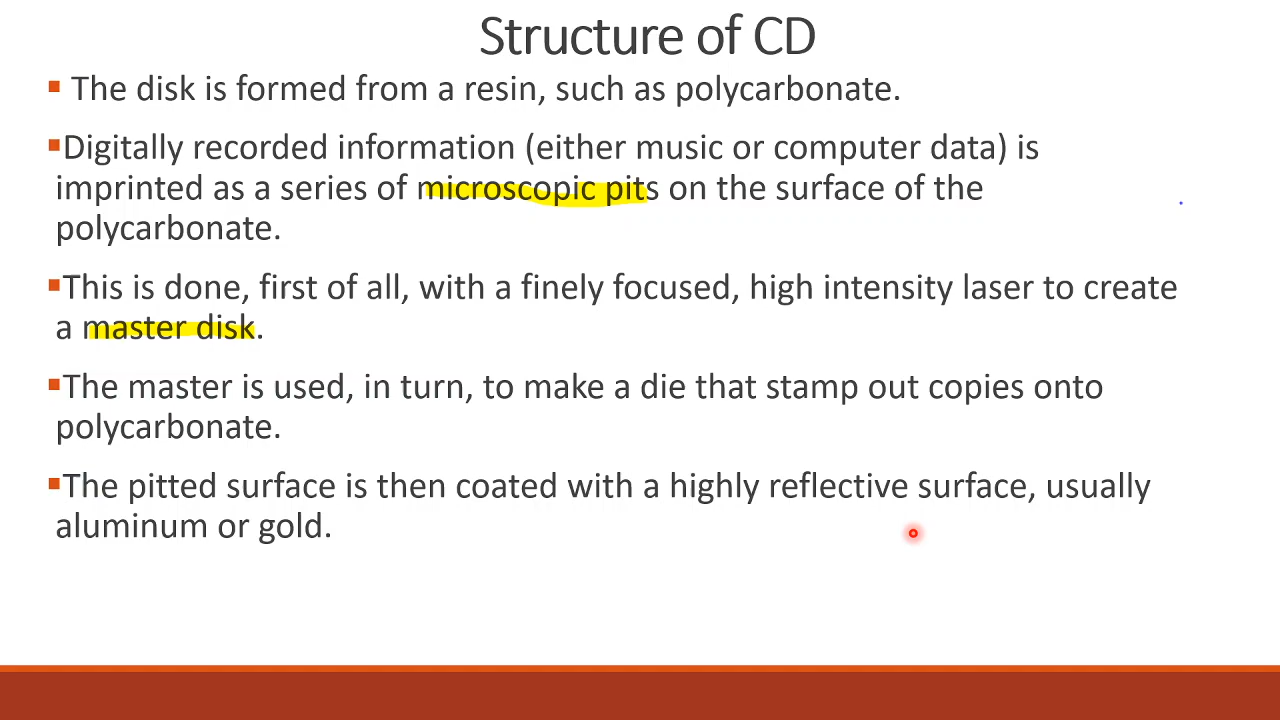 Structure of CD
▪ The disk is formed from a resin, such as polycarbonate.
▪Digitally recorded information (either music or computer data) is
imprinted as a series of microscopic pits on the surface of the
polycarbonate.
▪This is done, first of all, with a finely focused, high intensity laser to create
a master disk.
▪The master is used, in turn, to make a die that stamp out copies onto
polycarbonate.
▪The pitted surface is then coated with a highly reflective surface, usually
aluminum or gold.